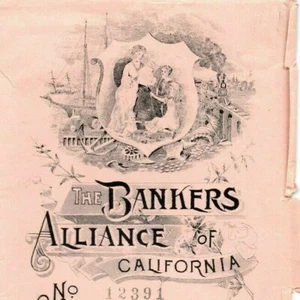 THE BANKERS
ALLIANCE OF
CALIFORNIA
No. 12391